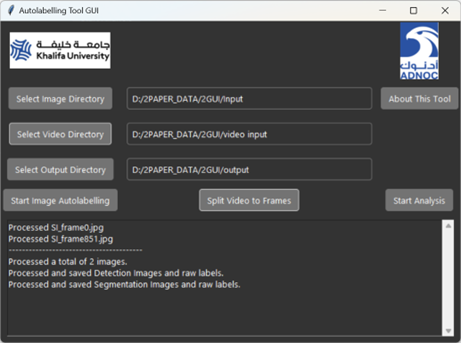 Autolabelling Tool GUI
جامعة خليفة
Khalifa University
أدنوك
ADNOC
Select Image Directory
D:/2PAPER_DATA/2GUI/Input
About This Tool
Select Video Directory
D:/2PAPER_DATA/2GUI/video input
Select Output Directory
D:/2PAPER_DATA/2GUI/output
Start Image Autolabelling
Split Video to Frames
Start Analysis
Processed SI_frame0.jpg
Processed SI_frame851.jpg
----------------------------------------
Processed a total of 2 images.
Processed and saved Detection Images and raw labels.
Processed and saved Segmentation Images and raw labels.